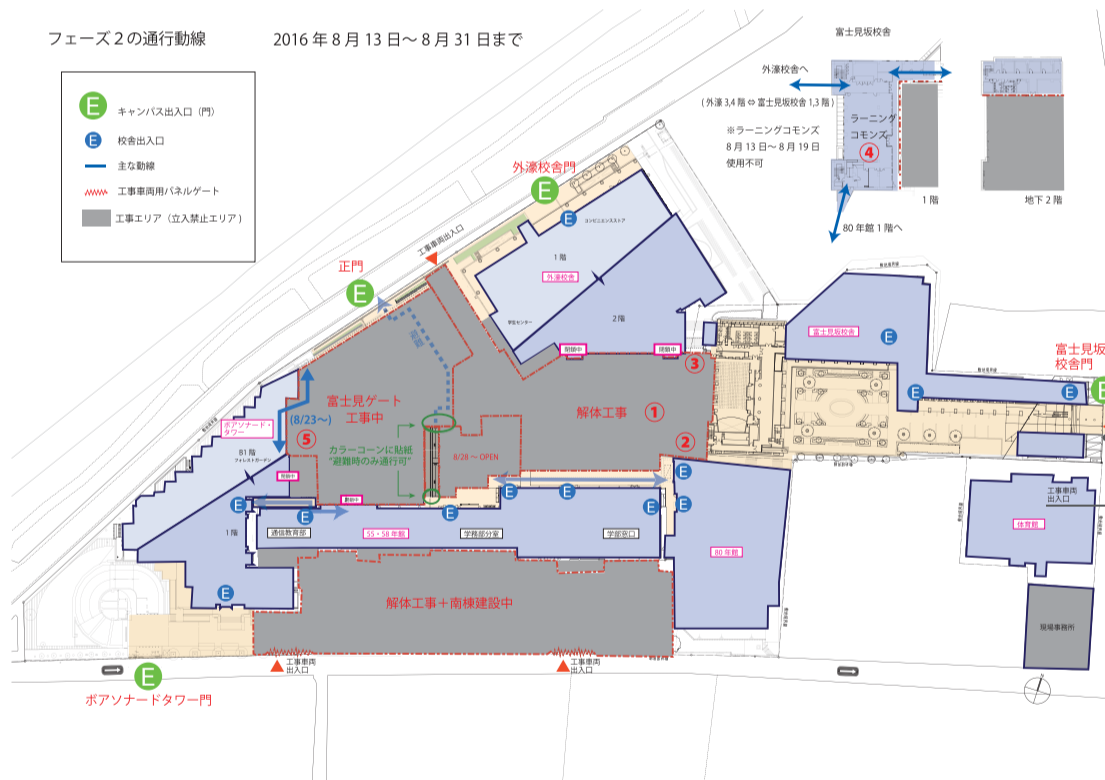 フェーズ２の通行動線
2016 年 8 月 13 日～ 8 月 31 日まで
E
キャンパス出入口（門）
E
校舎出入口
主な動線
工事車両用パネルゲート
工事エリア（立入禁止エリア )
富士見坂校舎
外濠校舎へ
( 外濠 3,4 階 ⇔ 富士見坂校舎 1,3 階 )
※ラーニングコモンズ
8 月 13 日～ 8 月 19 日
使用不可
ラーニング
コモンズ
④
1 階
地下 2 階
80 年館 1 階へ
外濠校舎門
E
工事車両出入口
正門
E
E
コンビニエンスストア
1 階
外濠校舎
学生センター
2 階
閉鎖中
閉鎖中
③
富士見坂校舎
E
E
E
富士見坂
校舎門
E
富士見ゲート
工事中
(8/23～)
⑤
解体工事
①
②
ボアソナード・
タワー
B1 階
フォレストガーデン
カラーコーンに貼紙
"避難時のみ通行可"
8/28 ～ OPEN
閉鎖中
閉鎖中
E
E
E
E
E
E
E
E
1 階
通信教育部
55・58 年館
学務部分室
学部窓口
80 年館
E
工事車両
出入口
体育館
現場事務所
解体工事＋南棟建設中
工事車両
出入口
工事車両
出入口
E
ボアソナードタワー門